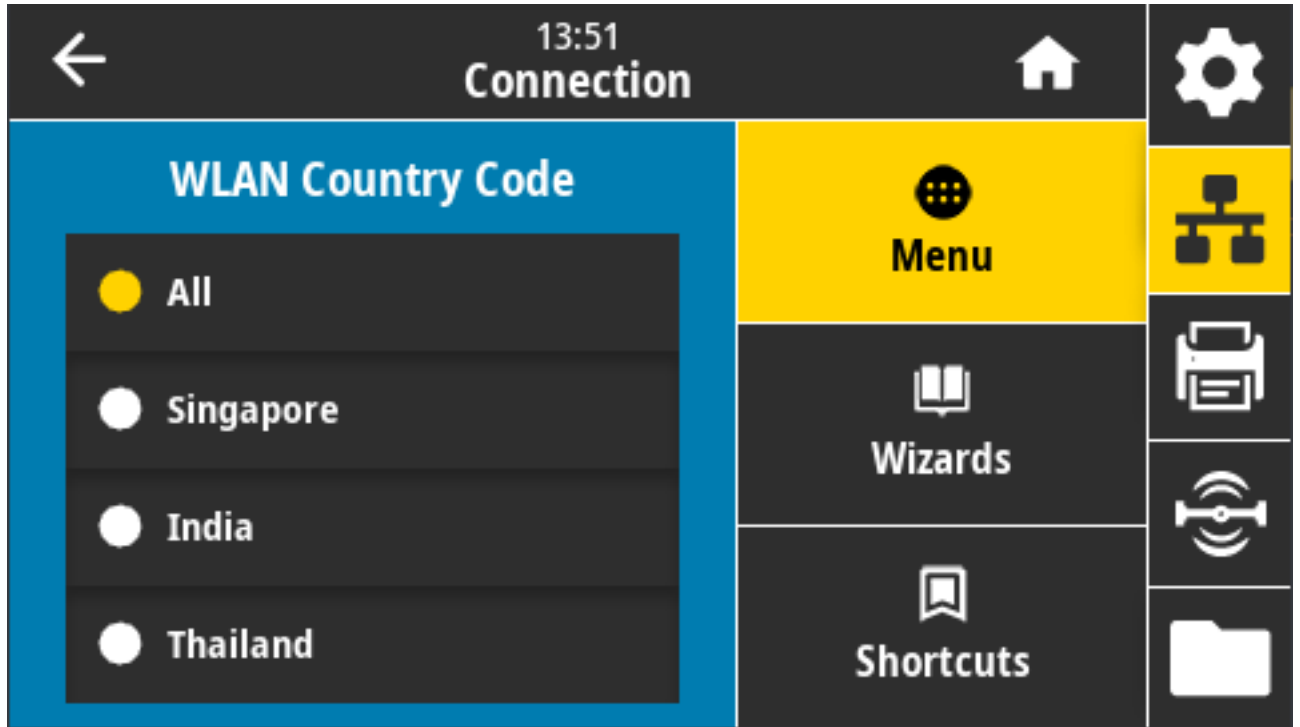 13:51
Connection
WLAN Country Code
All
Singapore
India
Thailand
Menu
Wizards
Shortcuts